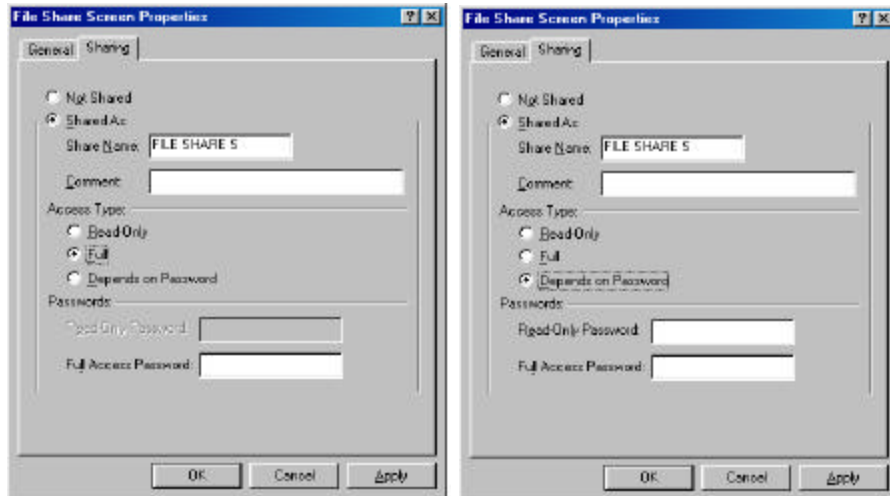 File Share Screen Properties
General Sharing
Not Shared
Shared As
Share Name: FILE SHARE S
Comment:
Access Type:
Read-Only
Full
Depends on Password
Passwords:
Read-Only Password:
Full Access Password:
OK Cancel Apply
File Share Screen Properties
General Sharing
Not Shared
Shared As
Share Name: FILE SHARE S
Comment:
Access Type:
Read-Only
Full
Depends on Password
Passwords:
Read-Only Password:
Full Access Password:
OK Cancel Apply